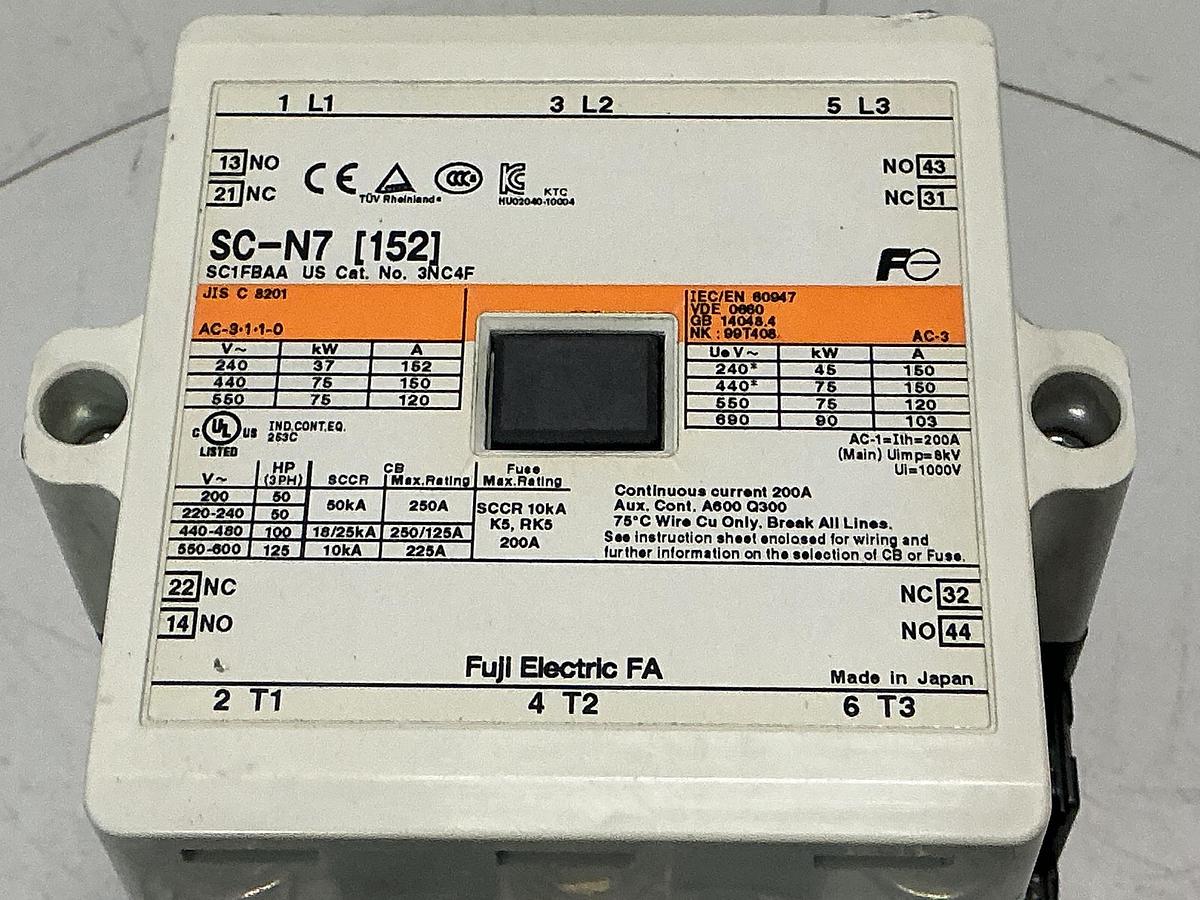 1 L1 3 L2 5 L3
13 NO NO 43
21 NC NC 31
CE TÜV Rheinland CCC KC KTC
HU02040-10004
SC-N7 [152] Fe
SC1FBAA US Cat. No. 3NC4F
JIS C 8201
AC-3·1·1-0
V~ kW A
240 37 152
440 75 150
550 75 120
IEC/EN 60947
VDE 0660
GB 14048.4
NK : 99T408 AC-3
Ue V~ kW A
240* 45 150
440* 75 150
550 75 120
690 90 103
AC-1=Ith=200A
(Main) Uimp=8kV
Ui=1000V
C UL US IND.CONT.EQ.
LISTED 253C
V~ HP (3PH) SCCR CB Max.Rating Fuse Max.Rating
200 50 50kA 250A SCCR 10kA
220-240 50 K5, RK5
440-480 100 18/25kA 250/125A 200A
550-600 125 10kA 225A
Continuous current 200A
Aux. Cont. A600 Q300
75°C Wire Cu Only. Break All Lines.
See instruction sheet enclosed for wiring and
further information on the selection of CB or Fuse.
22 NC NC 32
14 NO NO 44
Fuji Electric FA
Made in Japan
2 T1 4 T2 6 T3